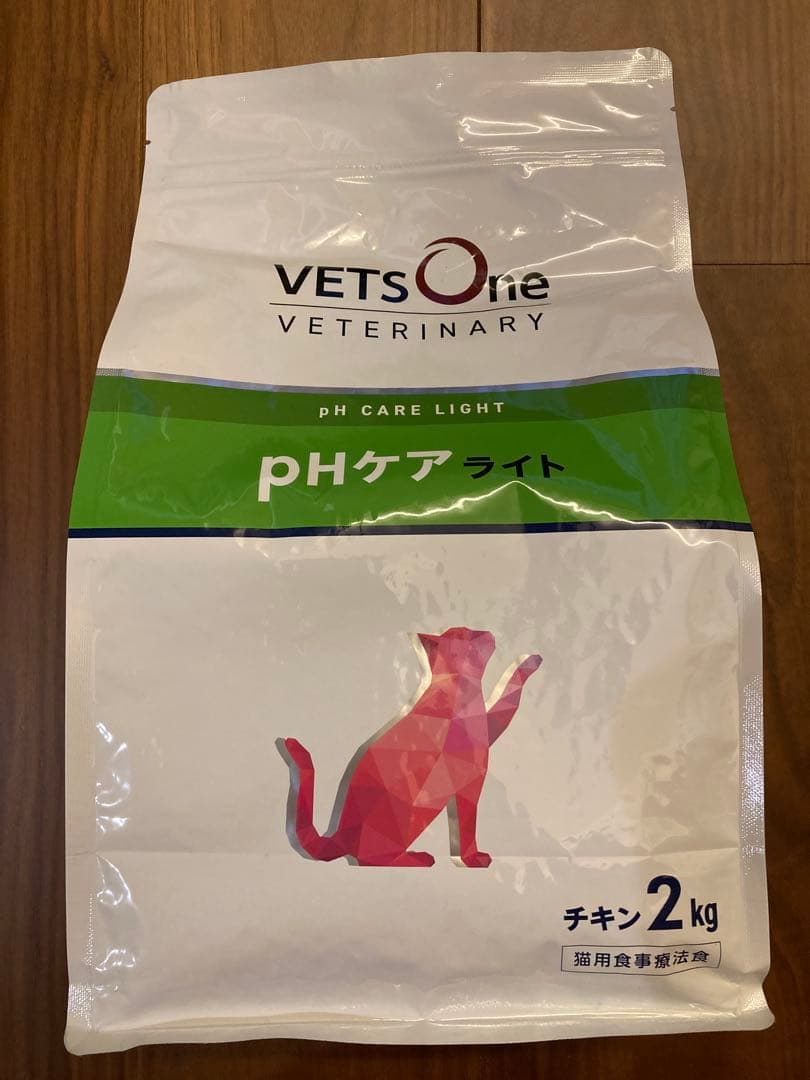 VETS One
VETERINARY
pH CARE LIGHT
pHケア ライト
チキン 2kg
猫用食事療法食